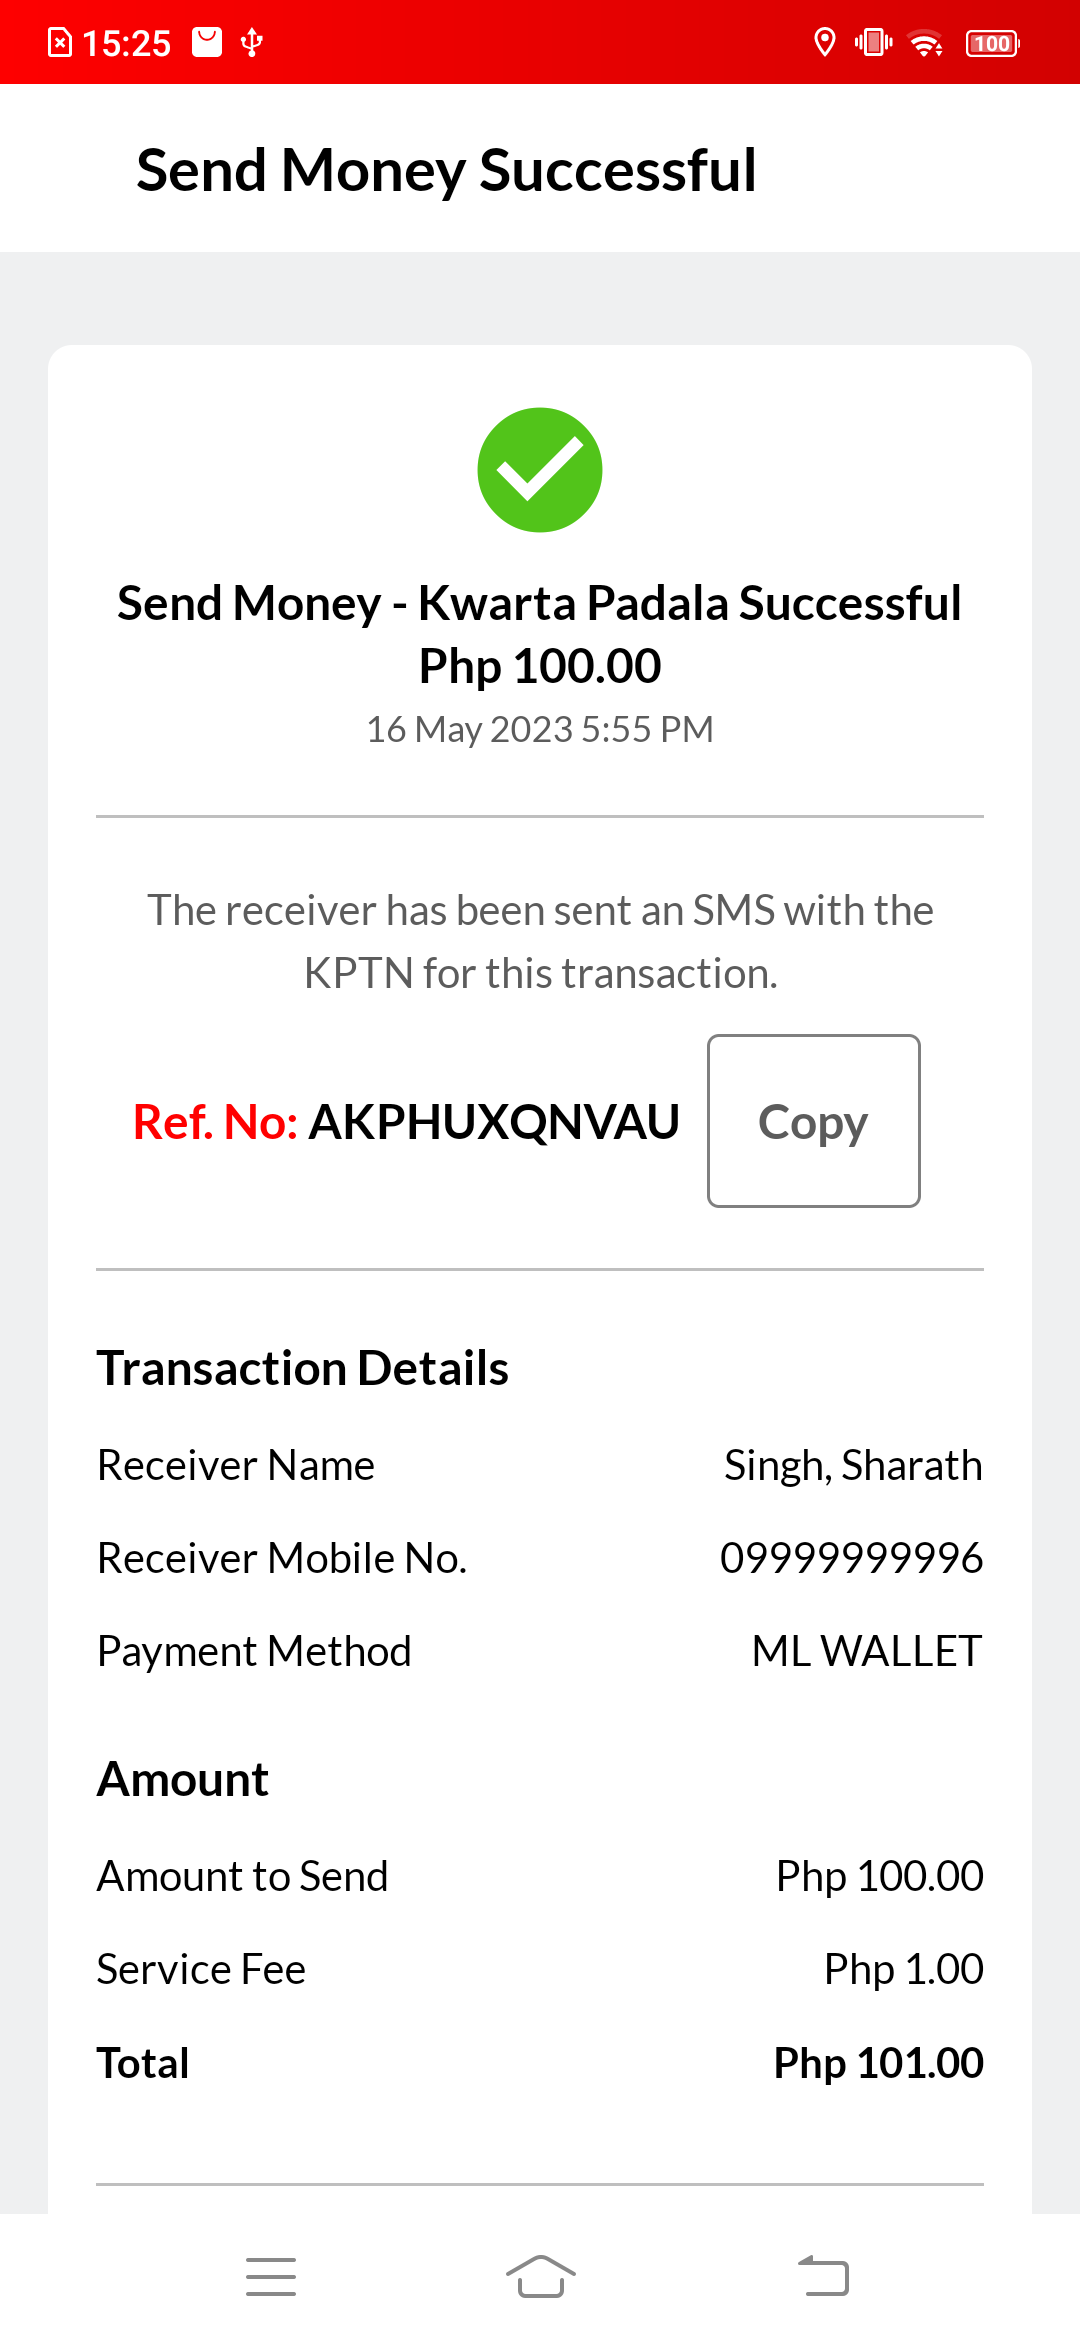 15:25
100
Send Money Successful
Send Money - Kwarta Padala Successful
Php 100.00
16 May 2023 5:55 PM
The receiver has been sent an SMS with the
KPTN for this transaction.
Ref. No: AKPHUXQNVAU
Copy
Transaction Details
Receiver Name Singh, Sharath
Receiver Mobile No. 09999999996
Payment Method ML WALLET
Amount
Amount to Send Php 100.00
Service Fee Php 1.00
Total Php 101.00